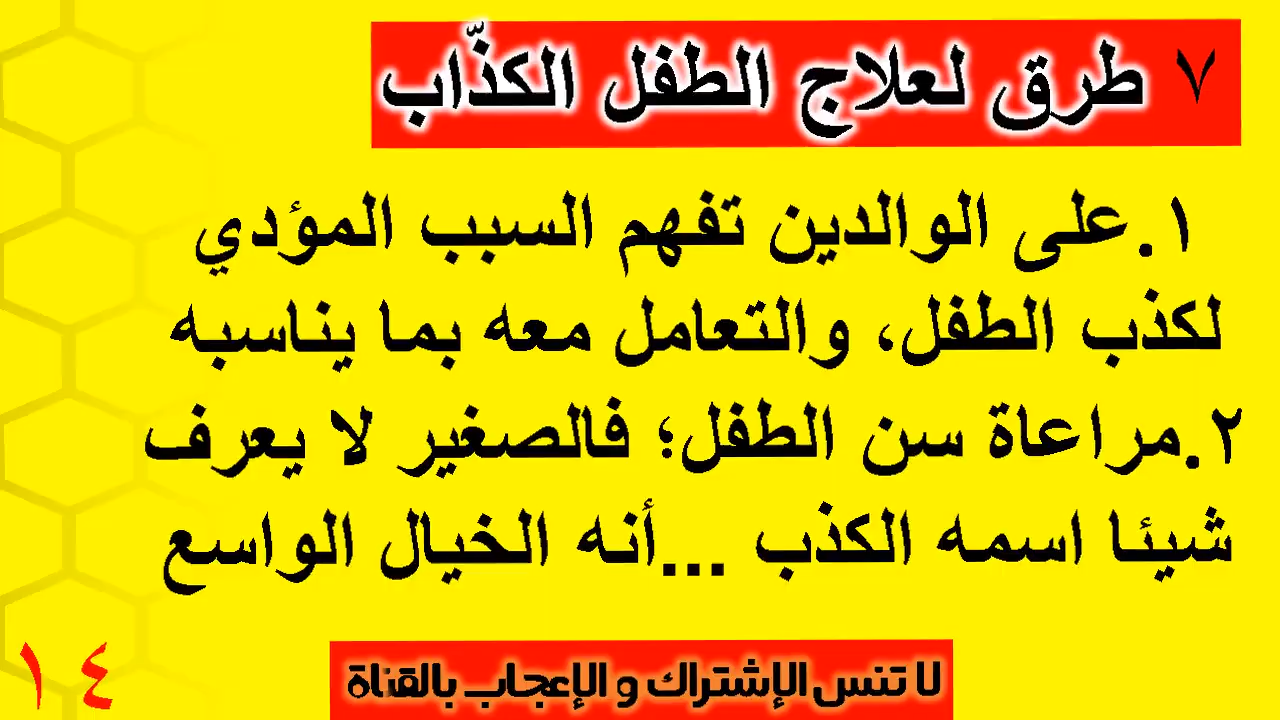 ٧ طرق لعلاج الطفل الكذّاب
١.على الوالدين تفهم السبب المؤدي
لكذب الطفل، والتعامل معه بما يناسبه
٢.مراعاة سن الطفل؛ فالصغير لا يعرف
شيئا اسمه الكذب ...أنه الخيال الواسع
لا تنس الإشتراك و الإعجاب بالقناة
١٤